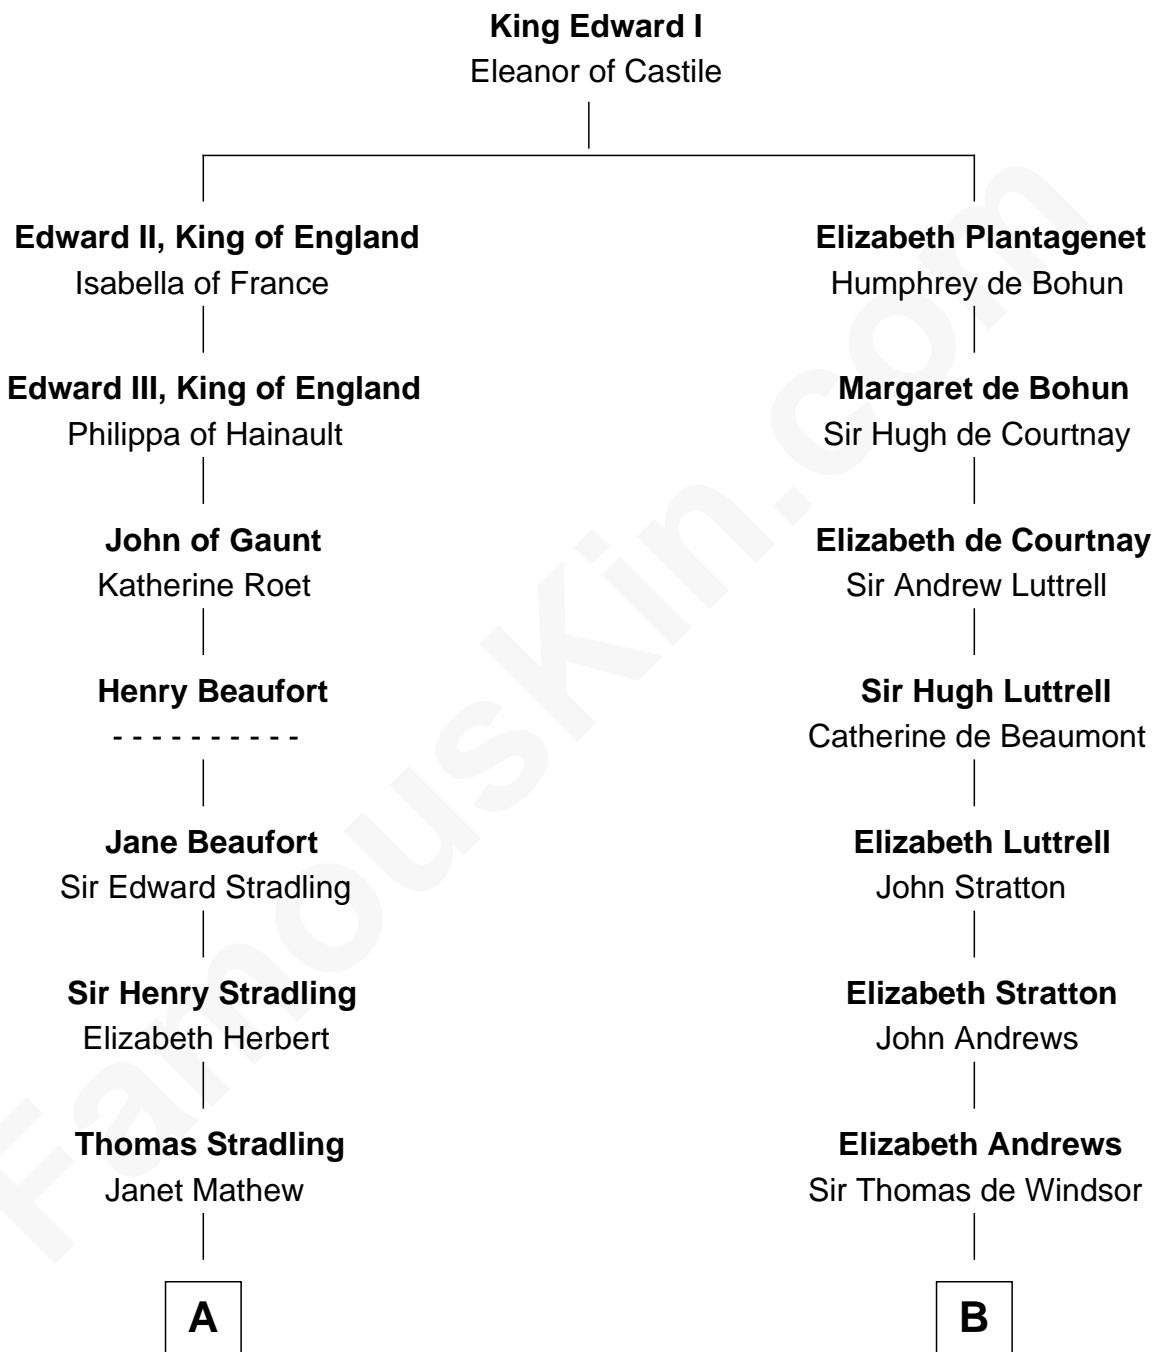 King Edward I
Eleanor of Castile
Edward II, King of England
Isabella of France
Edward III, King of England
Philippa of Hainault
John of Gaunt
Katherine Roet
Henry Beaufort
- - - - - - - - - -
Jane Beaufort
Sir Edward Stradling
Sir Henry Stradling
Elizabeth Herbert
Thomas Stradling
Janet Mathew
A
Elizabeth Plantagenet
Humphrey de Bohun
Margaret de Bohun
Sir Hugh de Courtnay
Elizabeth de Courtnay
Sir Andrew Luttrell
Sir Hugh Luttrell
Catherine de Beaumont
Elizabeth Luttrell
John Stratton
Elizabeth Stratton
John Andrews
Elizabeth Andrews
Sir Thomas de Windsor
B
FamousKin.com